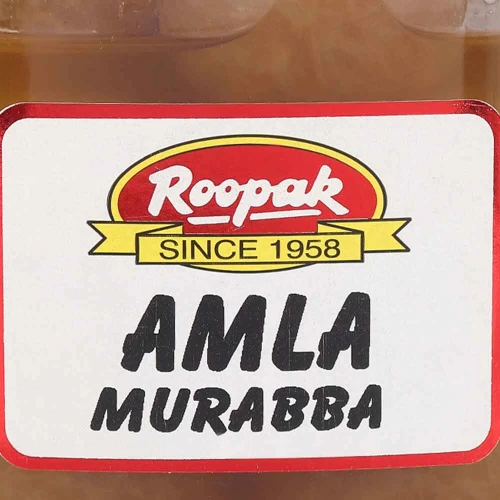 Roopak
SINCE 1958
AMLA
MURABBA